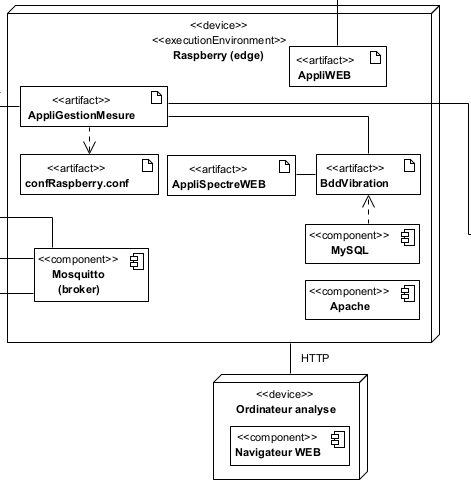 <<device>>
<<executionEnvironment>>
Raspberry (edge)
<<artifact>>
AppliWEB
<<artifact>>
AppliGestionMesure
<<artifact>>
confRaspberry.conf
<<artifact>>
AppliSpectreWEB
<<artifact>>
BddVibration
<<component>>
MySQL
<<component>>
Mosquitto
(broker)
<<component>>
Apache
HTTP
<<device>>
Ordinateur analyse
<<component>>
Navigateur WEB